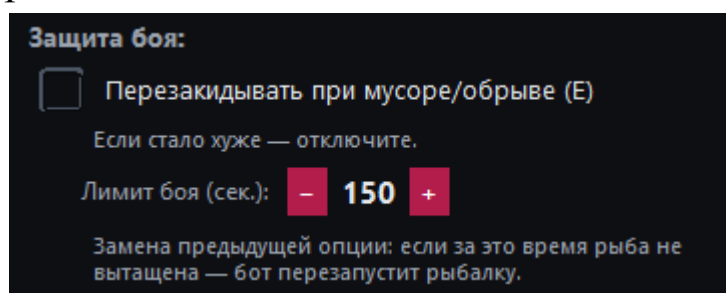 Защита боя:
Перезакидывать при мусоре/обрыве (E)
Если стало хуже — отключите.
Лимит боя (сек.): – 150 +
Замена предыдущей опции: если за это время рыба не
вытащена — бот перезапустит рыбалку.